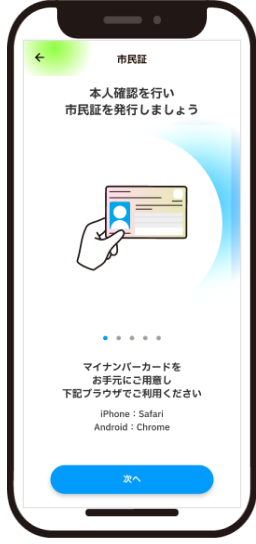 市民証
本人確認を行い
市民証を発行しましょう
マイナンバーカードを
お手元にご用意し
下記ブラウザでご利用ください
iPhone：Safari
Android：Chrome
次へ